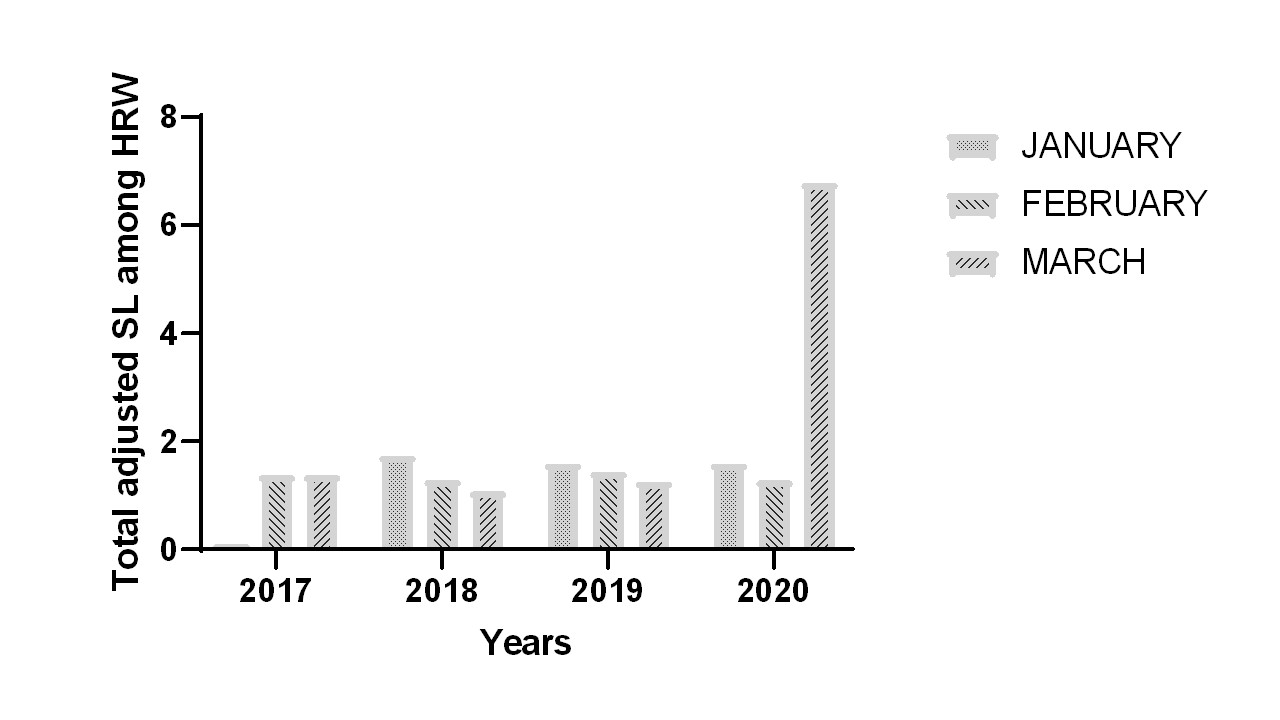 Total adjusted SL among HRW
8
6
4
2
0
2017 2018 2019 2020
Years
JANUARY
FEBRUARY
MARCH